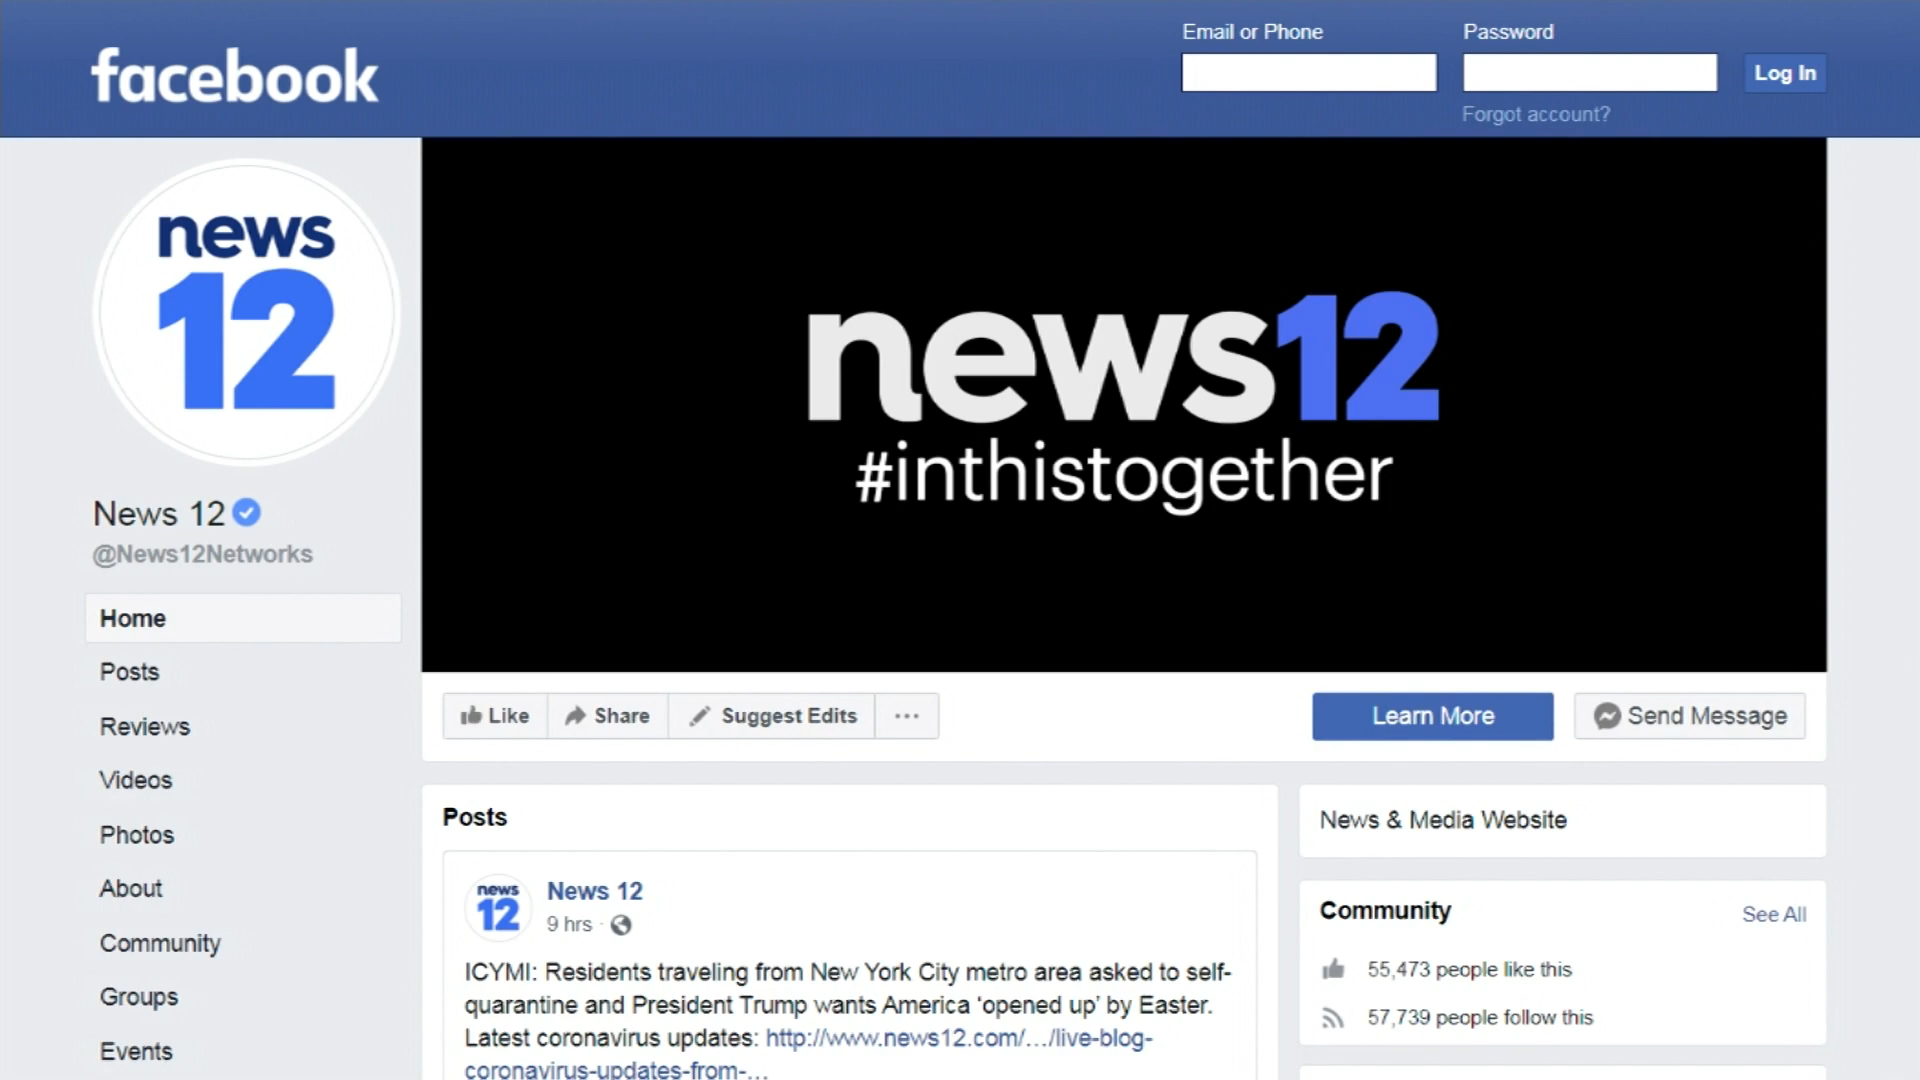 Email or Phone
Password
facebook
Log In
Forgot account?
news
12
news12
#inthistogether
News 12
@News12Networks
Home
Posts
Reviews
Videos
Photos
About
Community
Groups
Events
Like
Share
Suggest Edits
Learn More
Send Message
Posts
news
12
News 12
9 hrs ·
ICYMI: Residents traveling from New York City metro area asked to self-
quarantine and President Trump wants America ‘opened up’ by Easter.
Latest coronavirus updates: http://www.news12.com/…/live-blog-
coronavirus-updates-from-…
News & Media Website
Community
See All
55,473 people like this
57,739 people follow this